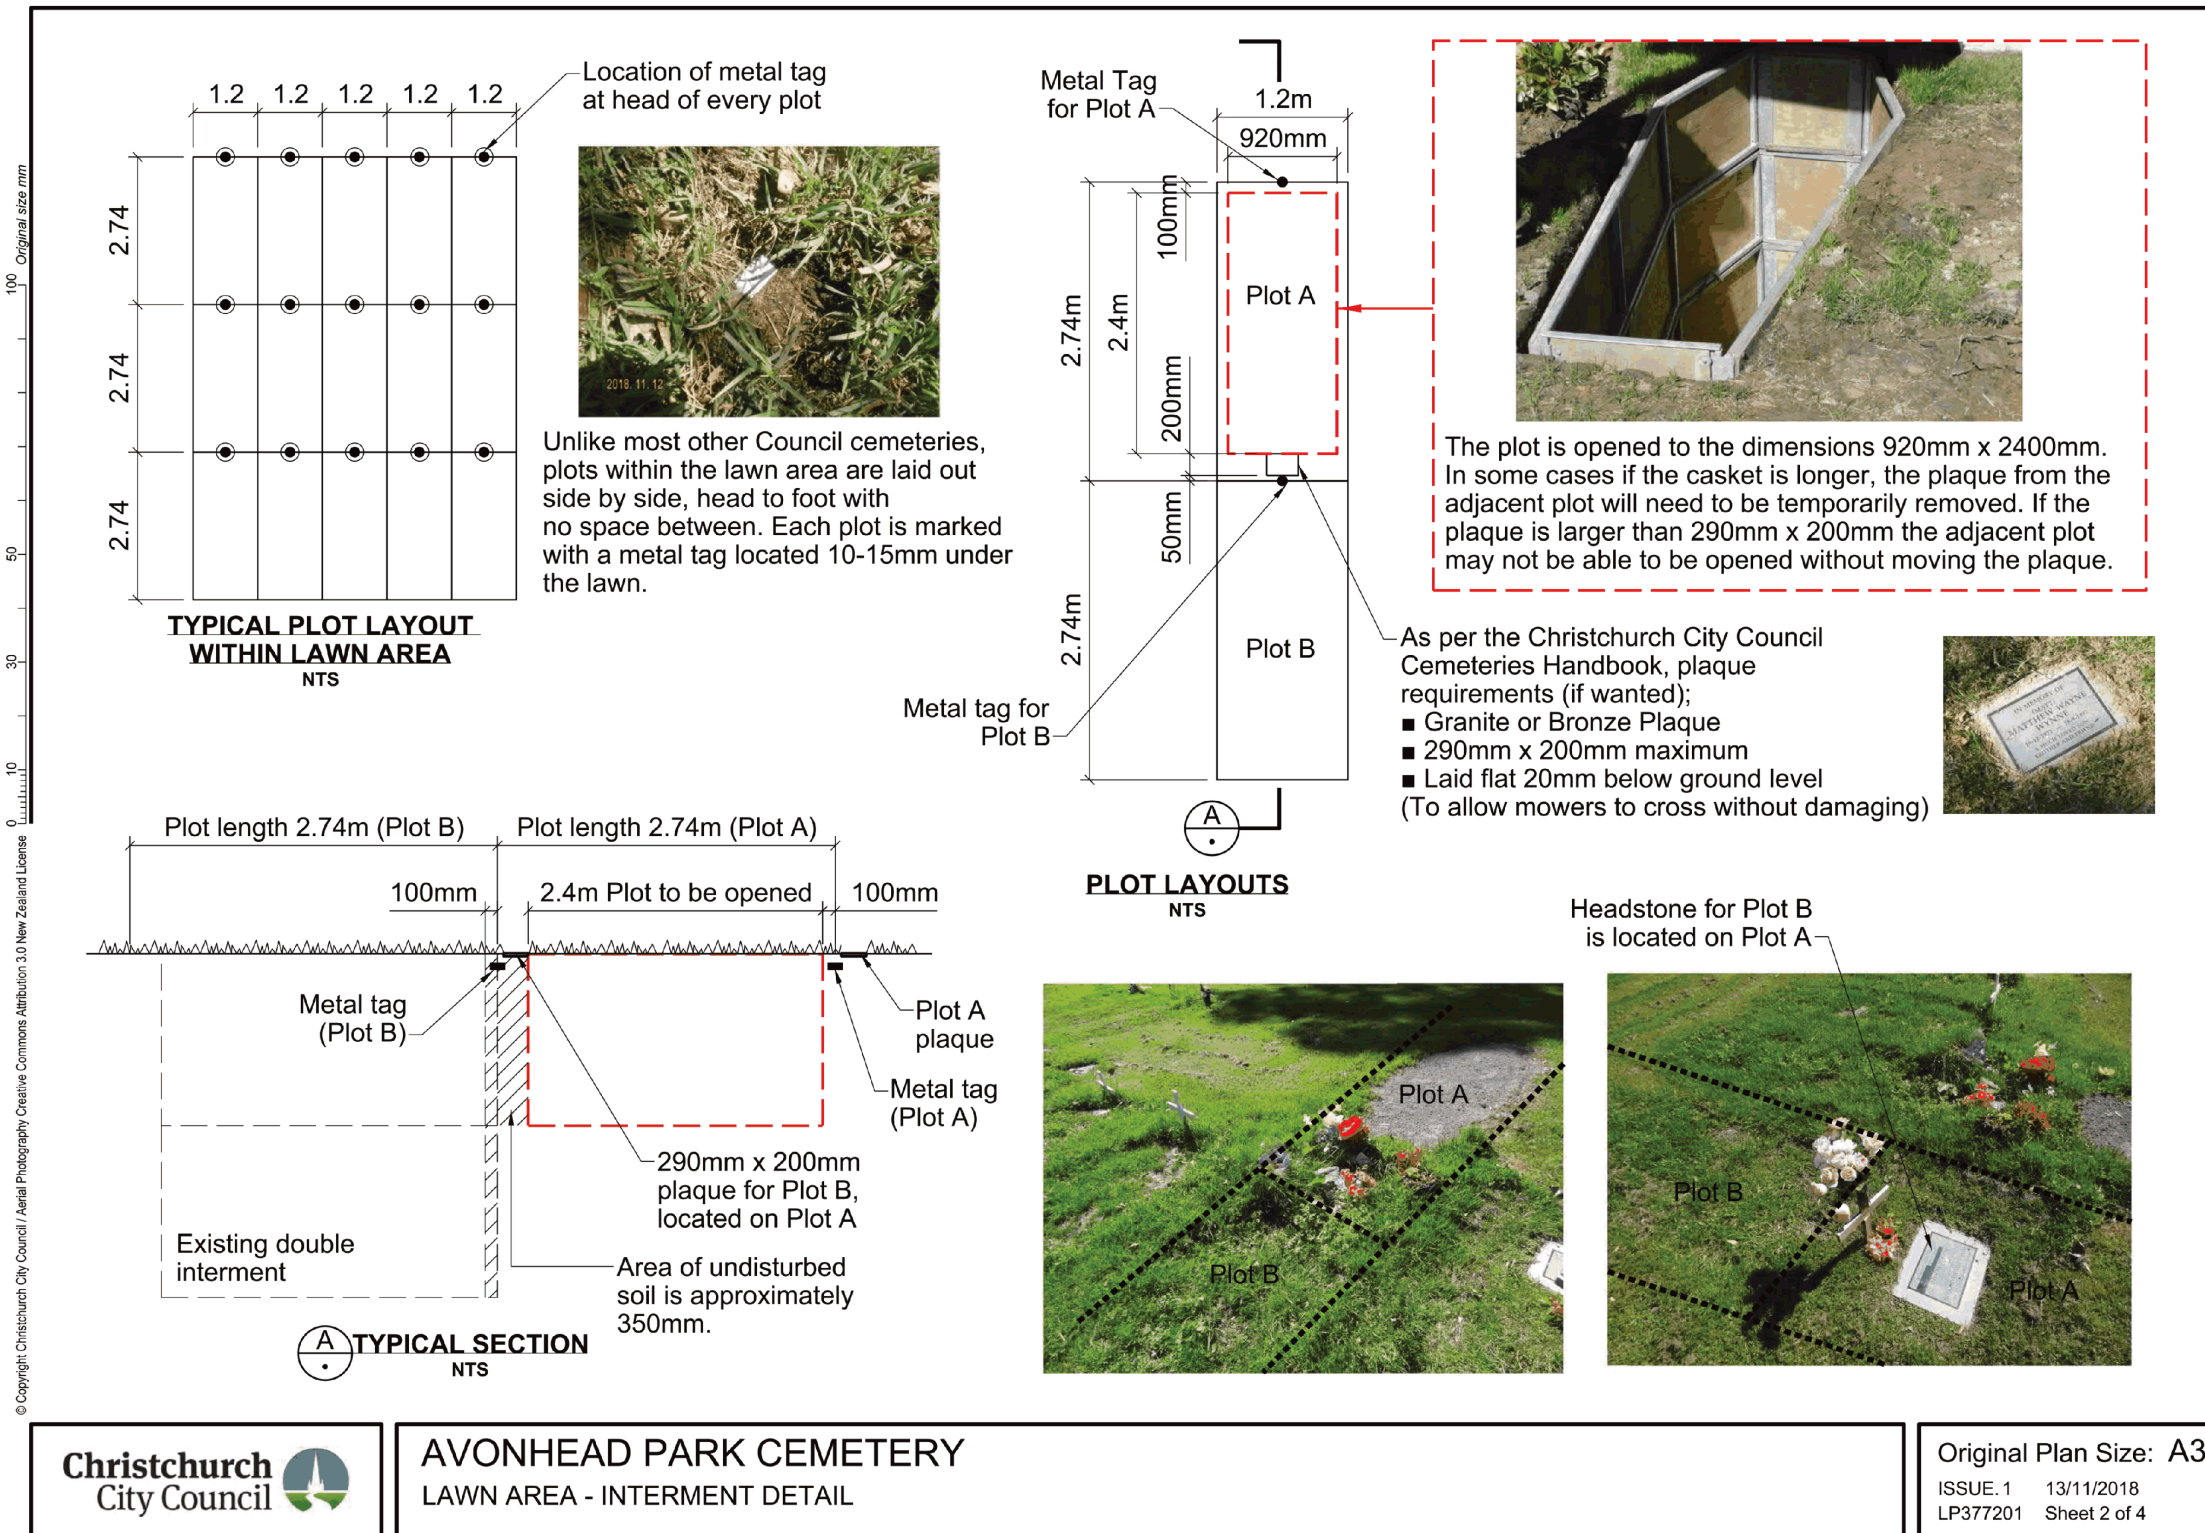 1.2 1.2 1.2 1.2 1.2
Location of metal tag
at head of every plot
2.74
2.74
2.74
2018. 11. 12
Unlike most other Council cemeteries,
plots within the lawn area are laid out
side by side, head to foot with
no space between. Each plot is marked
with a metal tag located 10-15mm under
the lawn.
TYPICAL PLOT LAYOUT
WITHIN LAWN AREA
NTS
Metal Tag
for Plot A
1.2m
920mm
100mm
2.74m
2.4m
Plot A
200mm
50mm
2.74m
Plot B
Metal tag for
Plot B
A
PLOT LAYOUTS
NTS
The plot is opened to the dimensions 920mm x 2400mm.
In some cases if the casket is longer, the plaque from the
adjacent plot will need to be temporarily removed. If the
plaque is larger than 290mm x 200mm the adjacent plot
may not be able to be opened without moving the plaque.
As per the Christchurch City Council
Cemeteries Handbook, plaque
requirements (if wanted);
■ Granite or Bronze Plaque
■ 290mm x 200mm maximum
■ Laid flat 20mm below ground level
(To allow mowers to cross without damaging)
IN MEMORY OF
MATTHEW WAYNE
WYNNE
Plot length 2.74m (Plot B)
Plot length 2.74m (Plot A)
100mm
2.4m Plot to be opened
100mm
Metal tag
(Plot B)
Plot A
plaque
Metal tag
(Plot A)
290mm x 200mm
plaque for Plot B,
located on Plot A
Existing double
interment
Area of undisturbed
soil is approximately
350mm.
A
TYPICAL SECTION
NTS
Headstone for Plot B
is located on Plot A
Plot A
Plot B
Plot B
Plot A
Original size mm
100
50
30
10
0
© Copyright Christchurch City Council / Aerial Photography Creative Commons Attribution 3.0 New Zealand License
Christchurch
City Council
AVONHEAD PARK CEMETERY
LAWN AREA - INTERMENT DETAIL
Original Plan Size: A3
ISSUE. 1 13/11/2018
LP377201 Sheet 2 of 4